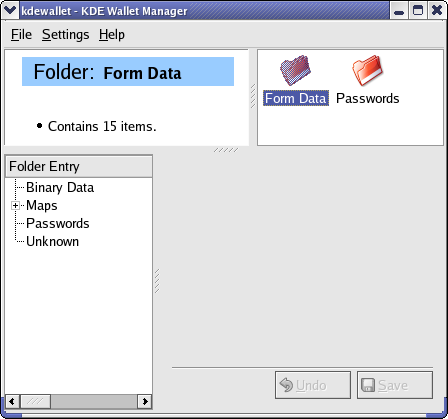 kdewallet - KDE Wallet Manager
File Settings Help
Folder: Form Data
Contains 15 items.
Form Data Passwords
Folder Entry
Binary Data
Maps
Passwords
Unknown
Undo Save